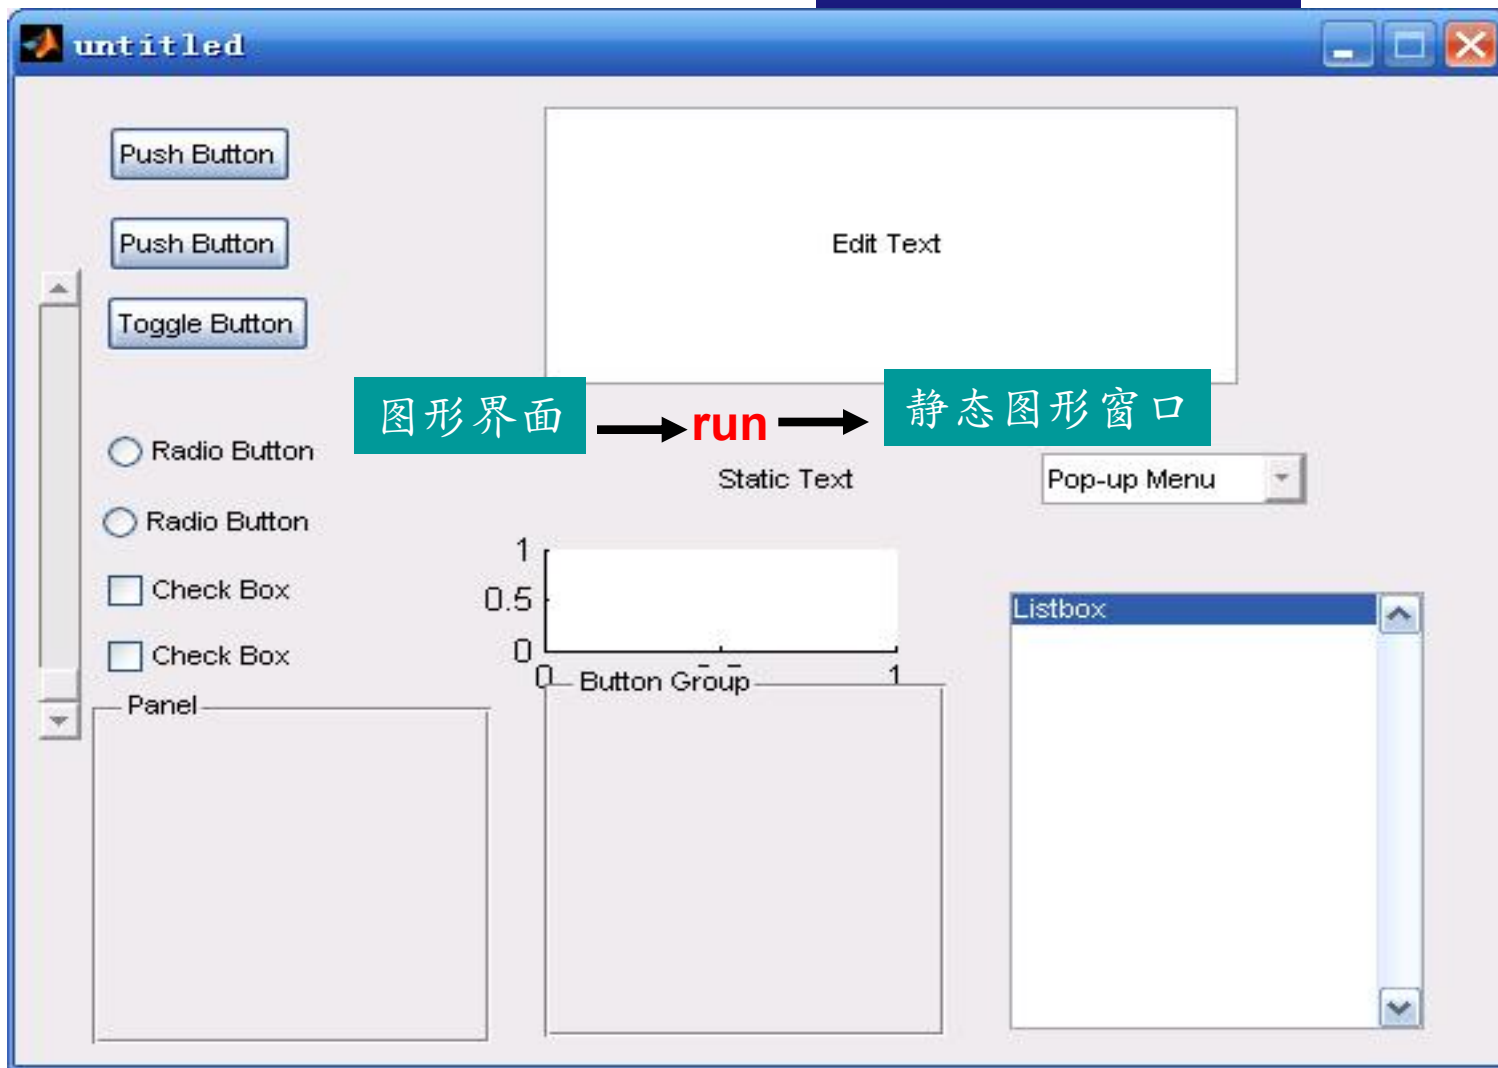 untitled
Push Button
Push Button
Edit Text
Toggle Button
图形界面
run
静态图形窗口
Radio Button
Static Text
Pop-up Menu
Radio Button
1
Check Box
0.5
Listbox
Check Box
0
0
1
Button Group
Panel